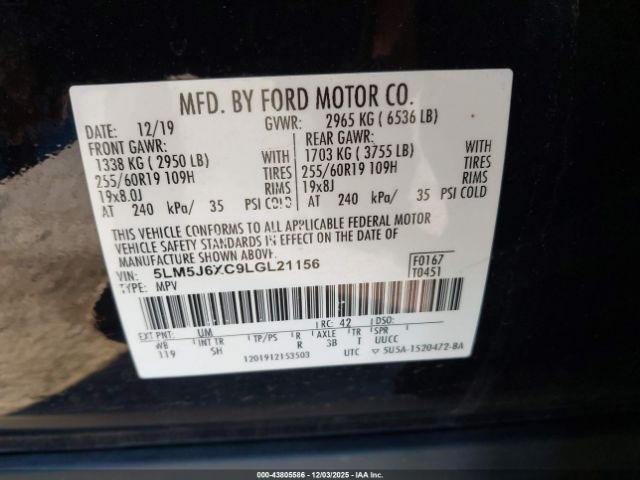 MFD. BY FORD MOTOR CO.
DATE: 12/19 GVWR: 2965 KG ( 6536 LB)
FRONT GAWR: REAR GAWR:
1338 KG ( 2950 LB) WITH 1703 KG ( 3755 LB) WITH
255/60R19 109H TIRES 255/60R19 109H TIRES
19x8.0J RIMS 19x8J RIMS
AT 240 kPa/ 35 PSI COLD AT 240 kPa/ 35 PSI COLD
THIS VEHICLE CONFORMS TO ALL APPLICABLE FEDERAL MOTOR
VEHICLE SAFETY STANDARDS IN EFFECT ON THE DATE OF
MANUFACTURE SHOWN ABOVE.
VIN: 5LM5J6XC9LGL21156 F0167
TYPE: MPV T0451
EXT PNT: UM RC: 42 DSO:
WB INT TR TP/PS R AXLE TR SPR
119 SH R 3B T UUCC
1201912153503 UTC ▽ 5U5A-1520472-BA
000-43805586 - 12/03/2025 - IAA Inc.